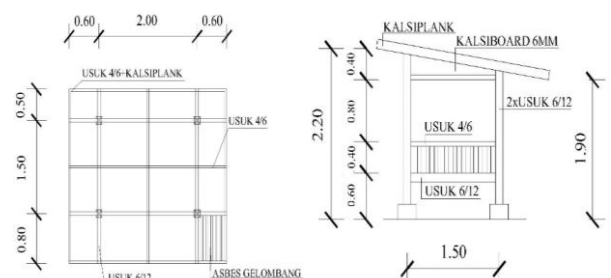 0.60
2.00
0.60
USUK 4/6+KALSIPLANK
0.50
USUK 4/6
1.50
0.80
USUK 6/12
ASBES GELOMBANG
KALSIPLANK
KALSIBOARD 6MM
0.40
2xUSUK 6/12
0.80
2.20
USUK 4/6
1.90
0.40
USUK 6/12
0.60
1.50